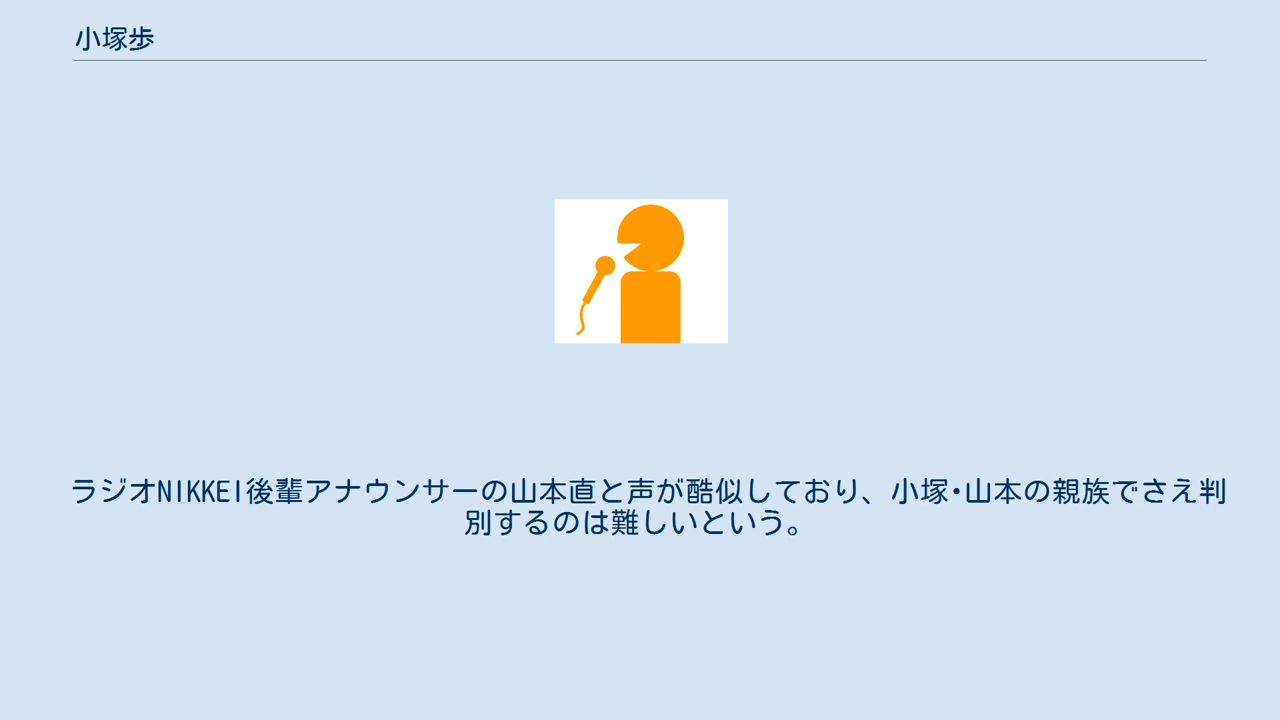 小塚歩
ラジオNIKKEI後輩アナウンサーの山本直と声が酷似しており、小塚・山本の親族でさえ判
別するのは難しいという。